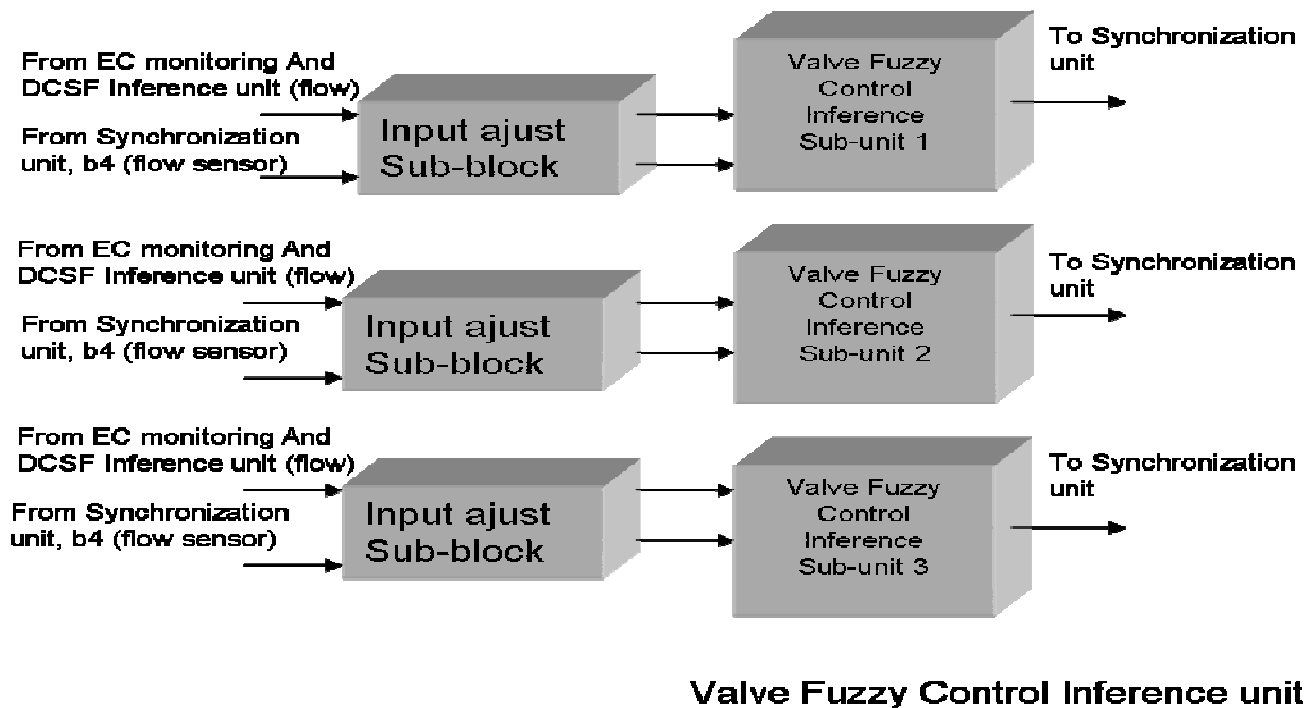 From EC monitoring And
DCSF Inference unit (flow)
From Synchronization
unit, b4 (flow sensor)
Input ajust
Sub-block
Valve Fuzzy
Control
Inference
Sub-unit 1
To Synchronization
unit
From EC monitoring And
DCSF Inference unit (flow)
From Synchronization
unit, b4 (flow sensor)
Input ajust
Sub-block
Valve Fuzzy
Control
Inference
Sub-unit 2
To Synchronization
unit
From EC monitoring And
DCSF Inference unit (flow)
From Synchronization
unit, b4 (flow sensor)
Input ajust
Sub-block
Valve Fuzzy
Control
Inference
Sub-unit 3
To Synchronization
unit
Valve Fuzzy Control Inference unit